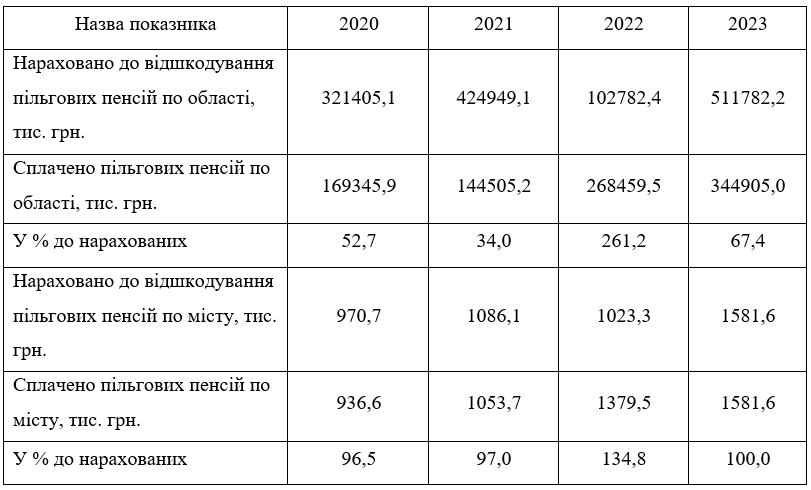 Назва показника 2020 2021 2022 2023
Нараховано до відшкодування
пільгових пенсій по області,
тис. грн.
321405,1 424949,1 102782,4 511782,2
Сплачено пільгових пенсій по
області, тис. грн.
169345,9 144505,2 268459,5 344905,0
У % до нарахованих 52,7 34,0 261,2 67,4
Нараховано до відшкодування
пільгових пенсій по місту, тис.
грн.
970,7 1086,1 1023,3 1581,6
Сплачено пільгових пенсій по
місту, тис. грн.
936,6 1053,7 1379,5 1581,6
У % до нарахованих 96,5 97,0 134,8 100,0